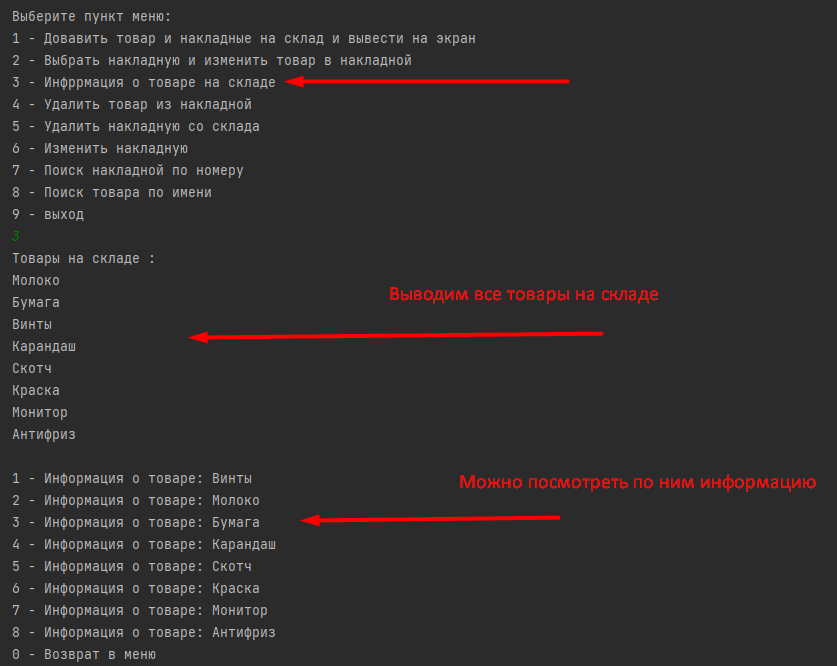 Выберите пункт меню:
1 - Довавить товар и накладные на склад и вывести на экран
2 - Выбрать накладную и изменить товар в накладной
3 - Инфррмация о товаре на складе
4 - Удалить товар из накладной
5 - Удалить накладную со склада
6 - Изменить накладную
7 - Поиск накладной по номеру
8 - Поиск товара по имени
9 - выход
3
Товары на складе :
Молоко
Выводим все товары на складе
Бумага
Винты
Карандаш
Скотч
Краска
Монитор
Антифриз
1 - Информация о товаре: Винты
Можно посмотреть по ним информацию
2 - Информация о товаре: Молоко
3 - Информация о товаре: Бумага
4 - Информация о товаре: Карандаш
5 - Информация о товаре: Скотч
6 - Информация о товаре: Краска
7 - Информация о товаре: Монитор
8 - Информация о товаре: Антифриз
0 - Возврат в меню